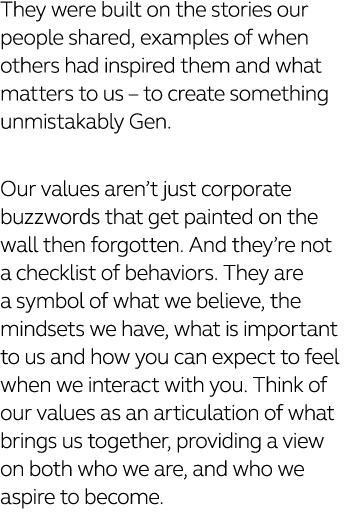 They were built on the stories our
people shared, examples of when
others had inspired them and what
matters to us – to create something
unmistakably Gen.
Our values aren’t just corporate
buzzwords that get painted on the
wall then forgotten. And they’re not
a checklist of behaviors. They are
a symbol of what we believe, the
mindsets we have, what is important
to us and how you can expect to feel
when we interact with you. Think of
our values as an articulation of what
brings us together, providing a view
on both who we are, and who we
aspire to become.